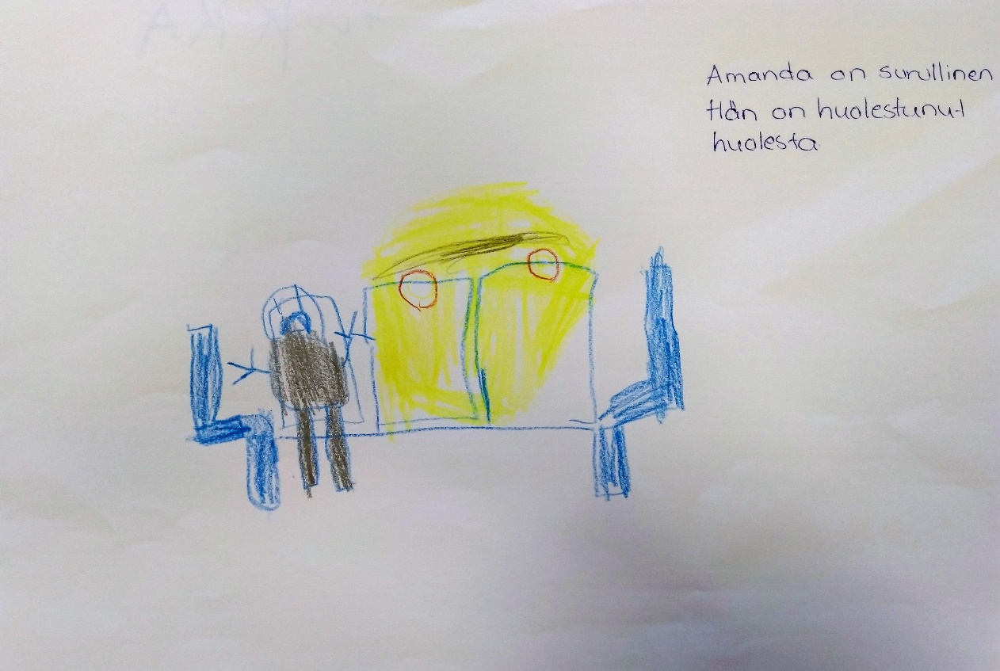 Amanda on surullinen
Hän on huolestunut
huolesta